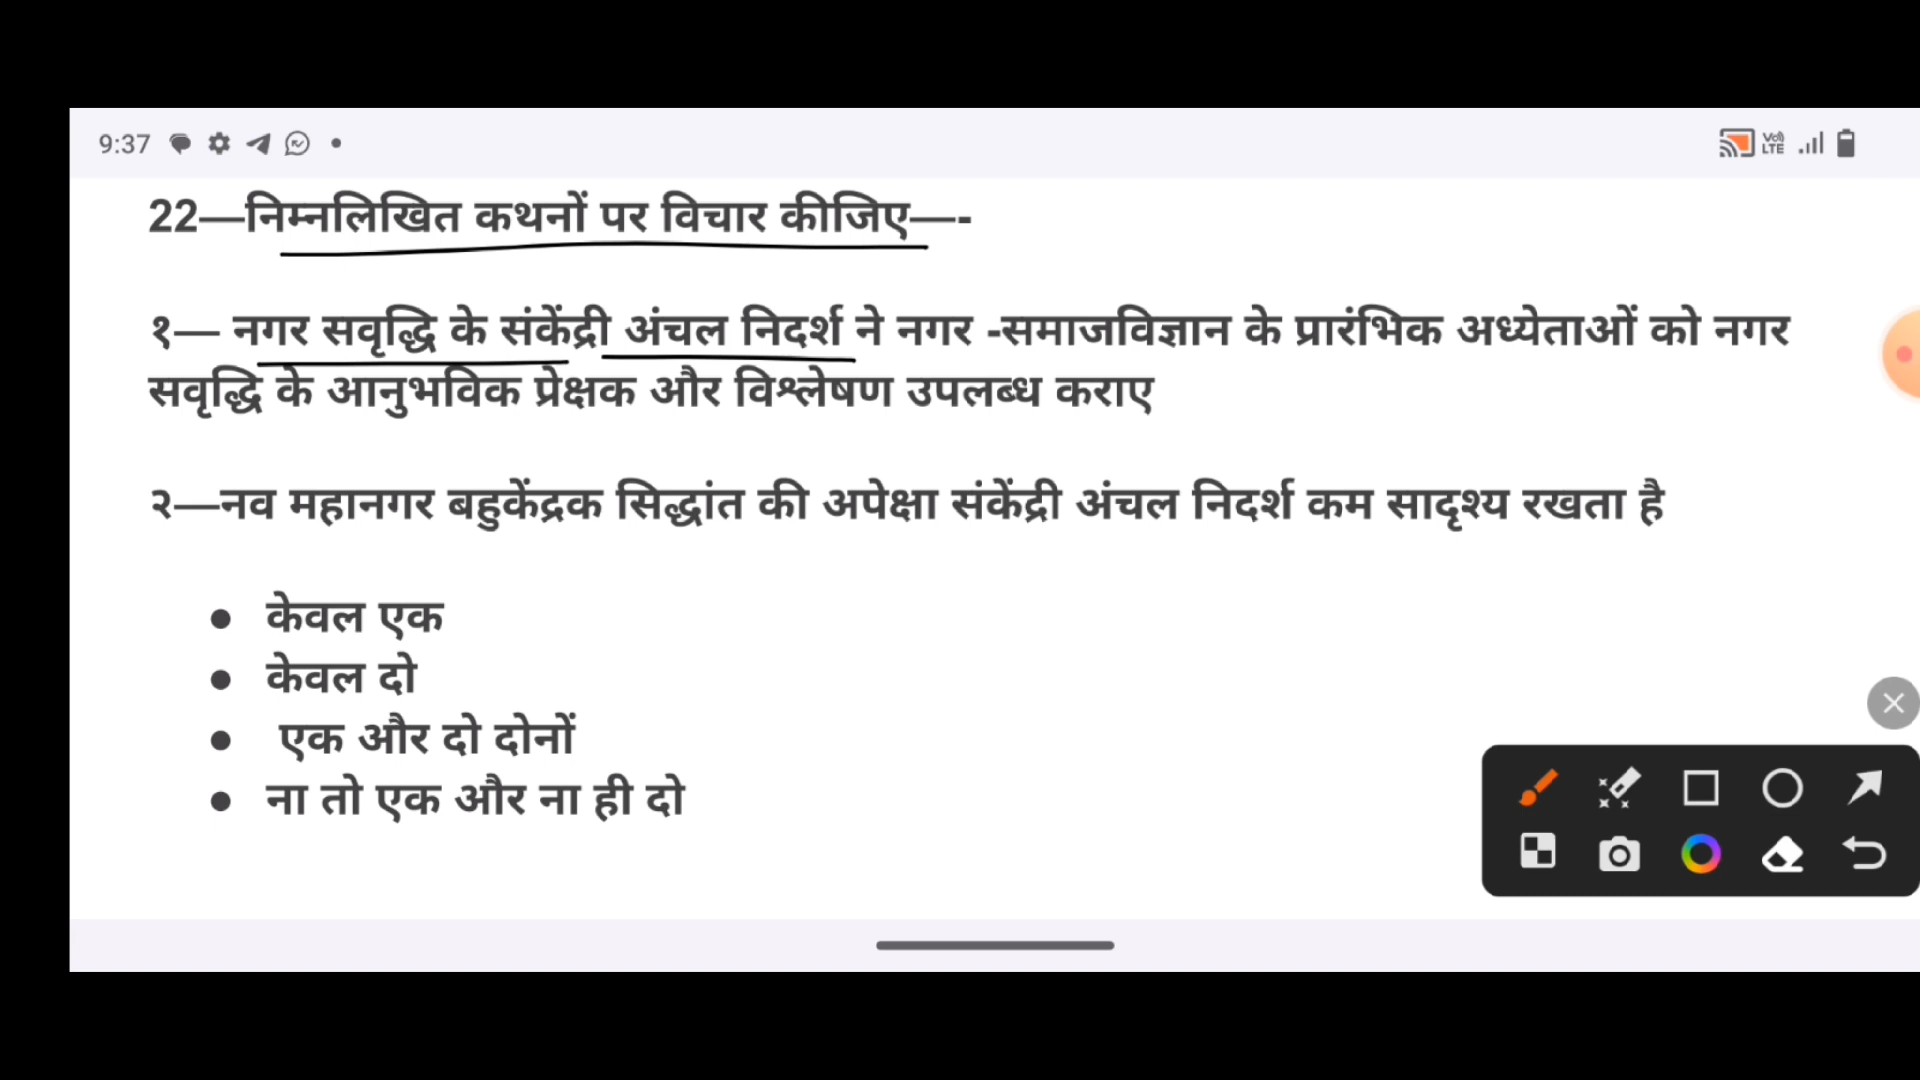 9:37
Vo)) LTE
22—निम्नलिखित कथनों पर विचार कीजिए—-
१— नगर सवृद्धि के संकेंद्री अंचल निदर्श ने नगर -समाजविज्ञान के प्रारंभिक अध्येताओं को नगर
सवृद्धि के आनुभविक प्रेक्षक और विश्लेषण उपलब्ध कराए
२—नव महानगर बहुकेंद्रक सिद्धांत की अपेक्षा संकेंद्री अंचल निदर्श कम सादृश्य रखता है
● केवल एक
● केवल दो
● एक और दो दोनों
● ना तो एक और ना ही दो